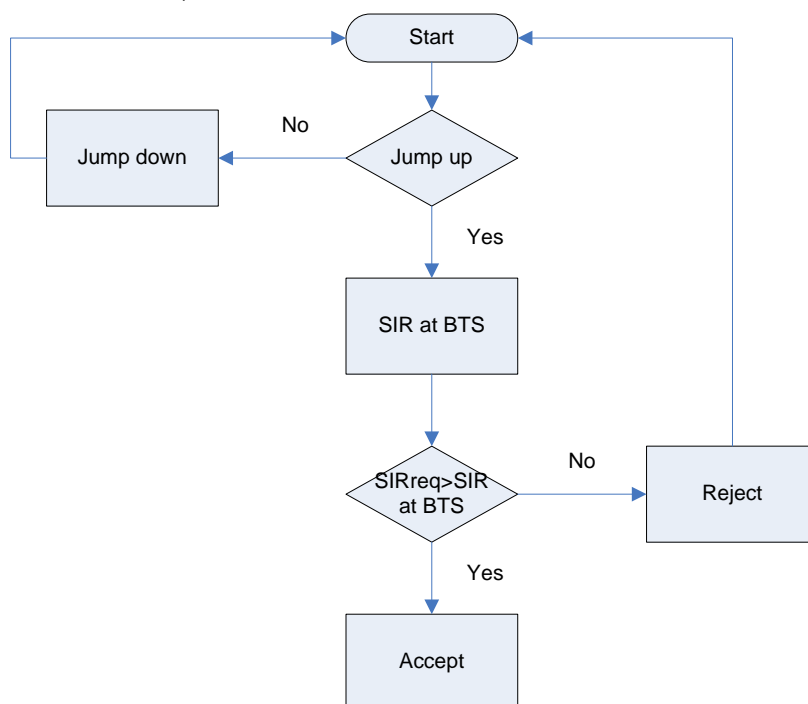 Start
No
Jump down
Jump up
Yes
SIR at BTS
SIRreq>SIR
at BTS
No
Reject
Yes
Accept